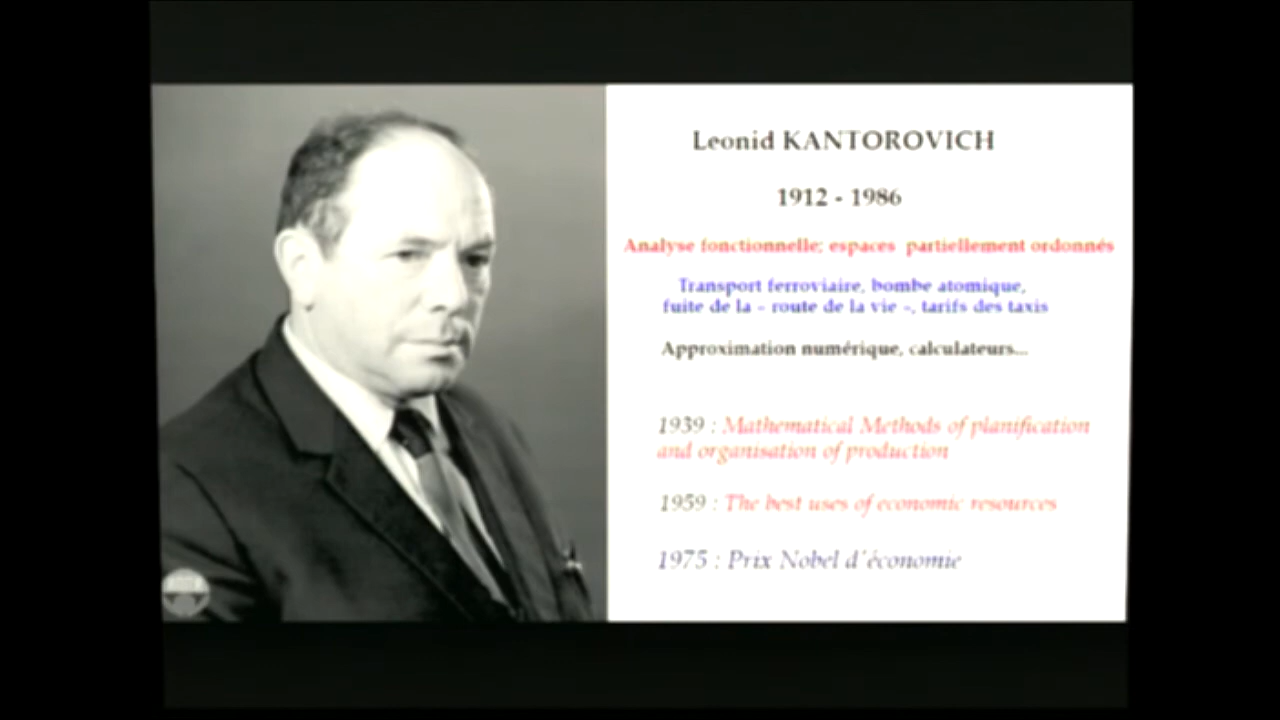 Leonid KANTOROVICH
1912 - 1986
Analyse fonctionnelle; espaces partiellement ordonnés
Transport ferroviaire, bombe atomique,
fuite de la « route de la vie », tarifs des taxis
Approximation numérique, calculateurs...
1939 : Mathematical Methods of planification
and organisation of production
1959 : The best uses of economic resources
1975 : Prix Nobel d'économie